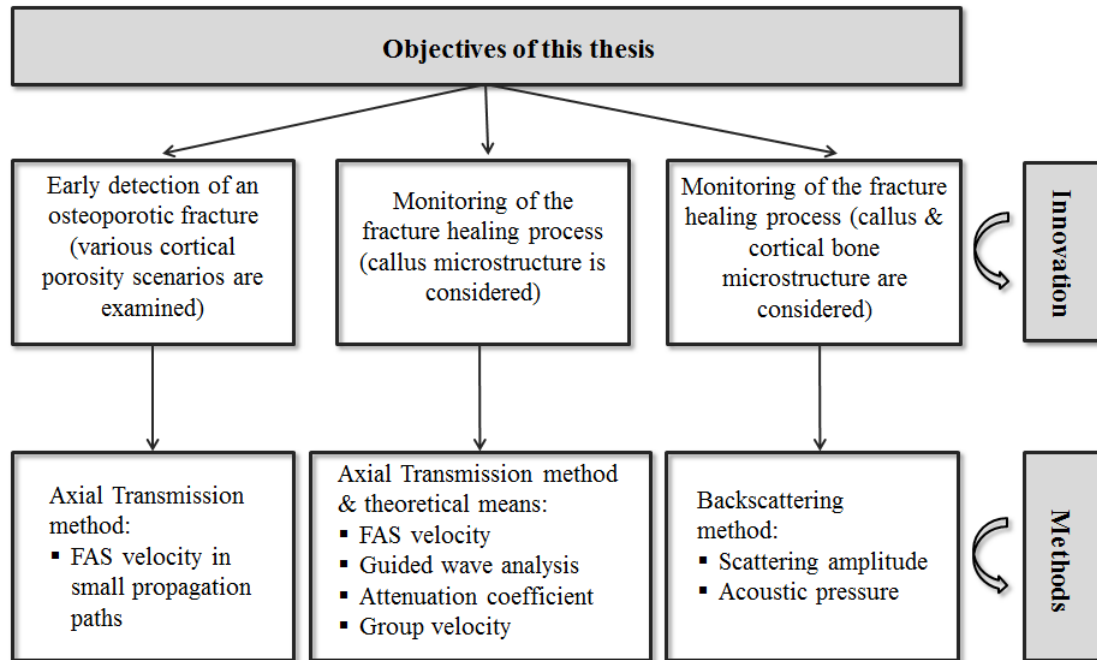 Objectives of this thesis
Early detection of an
osteoporotic fracture
(various cortical
porosity scenarios are
examined)
Monitoring of the
fracture healing process
(callus microstructure is
considered)
Monitoring of the fracture
healing process (callus &
cortical bone
microstructure are
considered)
Innovation
Axial Transmission
method:
▪ FAS velocity in
small propagation
paths
Axial Transmission method
& theoretical means:
▪ FAS velocity
▪ Guided wave analysis
▪ Attenuation coefficient
▪ Group velocity
Backscattering
method:
▪ Scattering amplitude
▪ Acoustic pressure
Methods